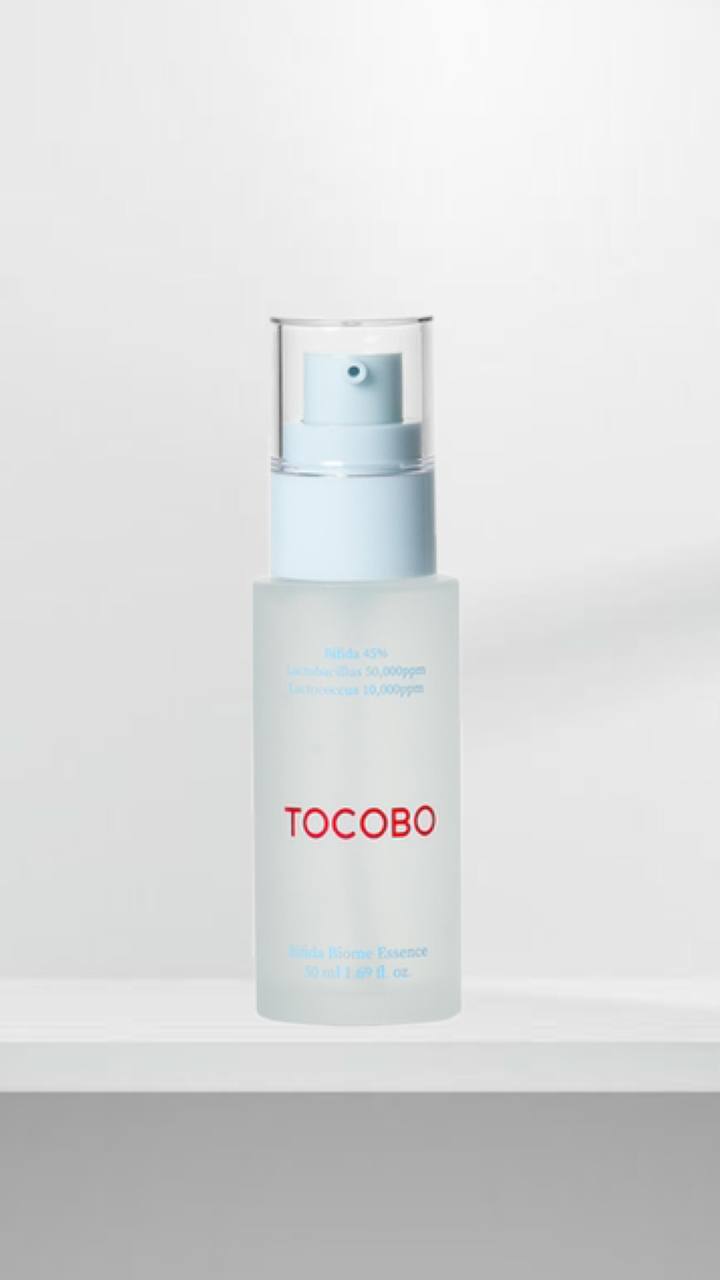 Bifida 45%
Lactobacillus 50,000ppm
Lactococcus 10,000ppm
TOCOBO
Bifida Biome Essence
50 ml 1.69 fl. oz.